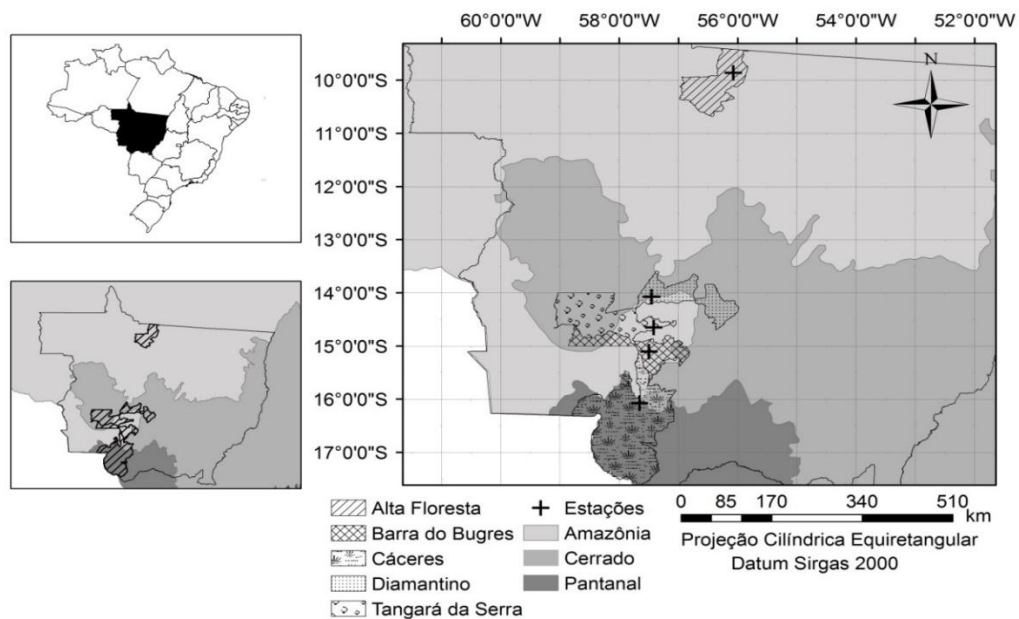 60°0'0"W 58°0'0"W 56°0'0"W 54°0'0"W 52°0'0"W
N
10°0'0"S
11°0'0"S
12°0'0"S
13°0'0"S
14°0'0"S
15°0'0"S
16°0'0"S
17°0'0"S
Alta Floresta
Barra do Bugres
Cáceres
Diamantino
Tangará da Serra
Estações
Amazônia
Cerrado
Pantanal
0 85 170 340 510
km
Projeção Cilíndrica Equiretangular
Datum Sirgas 2000